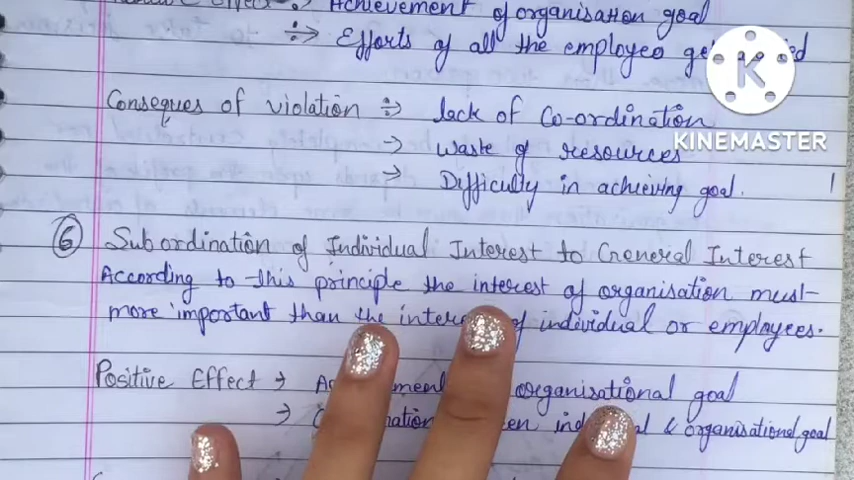 Achievement of organisation goal
÷> Efforts of all the employee
Conseques of violation ÷> lack of Co-ordination
K
KINEMASTER
-> waste of resources
-> Difficulty in achieving goal.
6 Subordination of Individual Interest to General Interest
According to this principle the interest of organisation must
more important than the of individual or employees.
Positive Effect -> organisational goal
-> & organisational goal